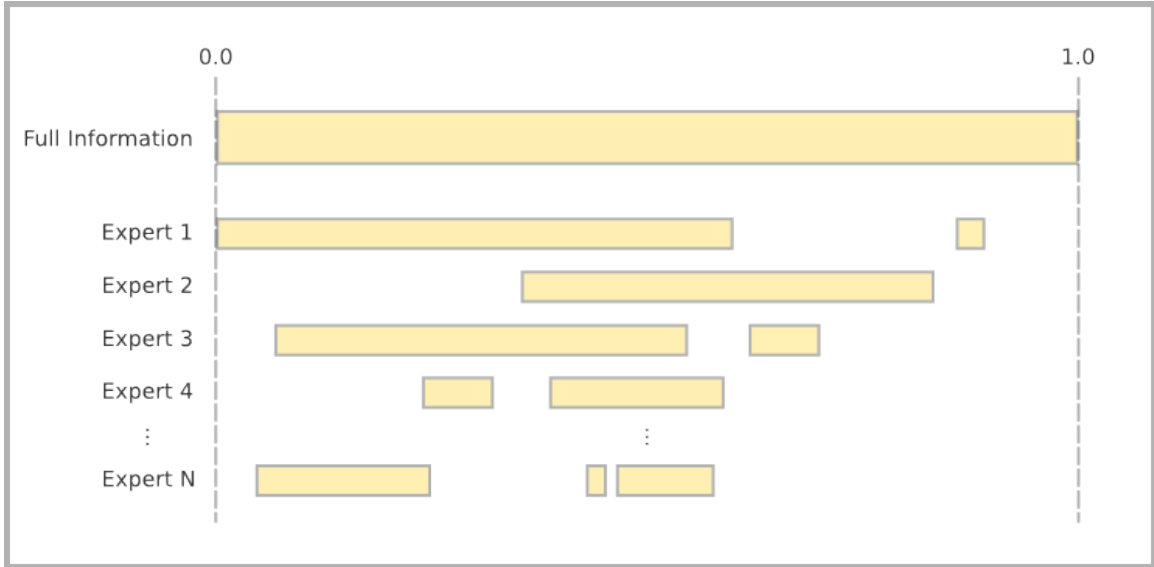 0.0 1.0
Full Information
Expert 1
Expert 2
Expert 3
Expert 4
⋮ ⋮
Expert N